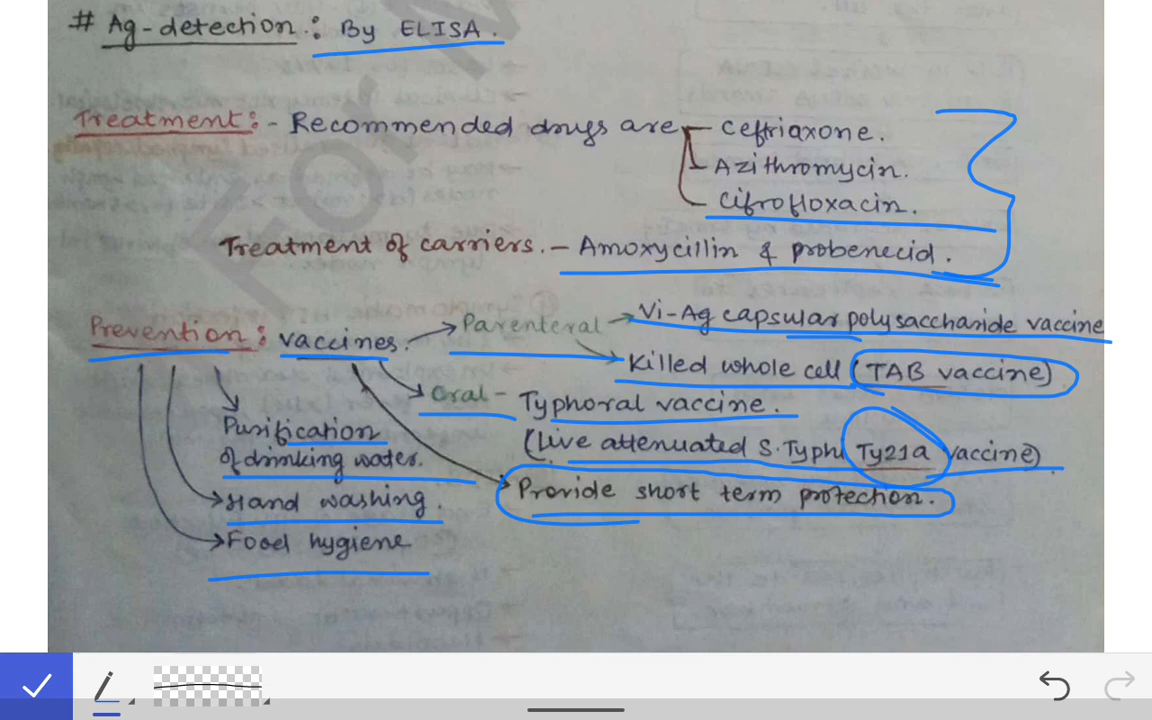 # Ag-detection : By ELISA.
Treatment:- Recommended drugs are ceftriaxone.
Azithromycin.
Cifrofloxacin.
Treatment of carriers. - Amoxycillin & probenecid.
Prevention: vaccines. Parenteral Vi-Ag capsular polysaccharide vaccine
Killed whole cell (TAB vaccine)
Oral - Typhoral vaccine.
(Live attenuated S.Typhi Ty21a vaccine)
Purification
of drinking water.
Provide short term protection.
Hand washing.
Food hygiene
For